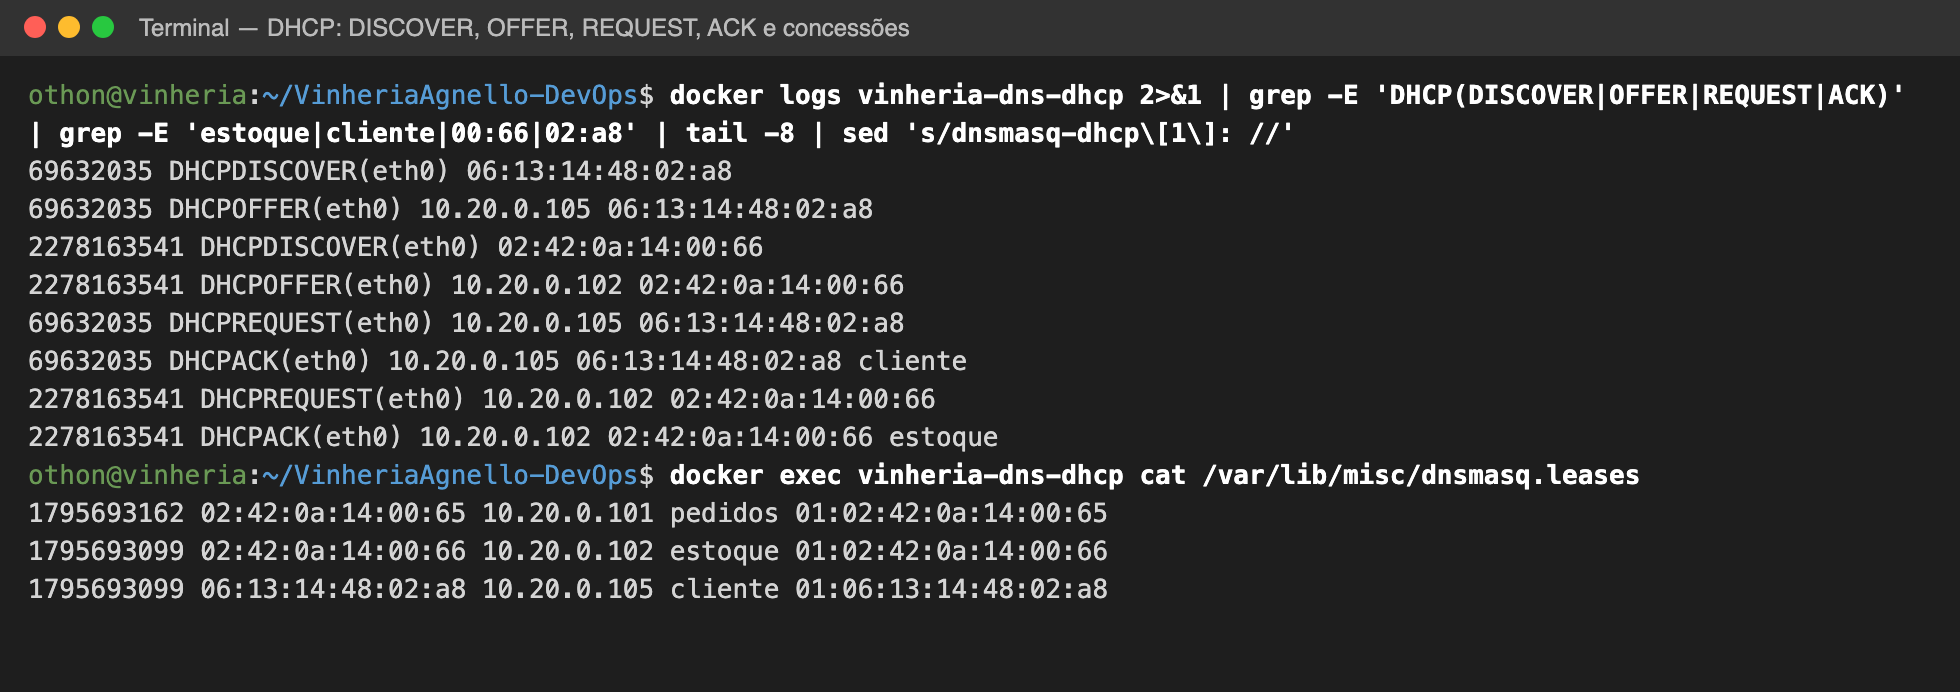 Terminal — DHCP: DISCOVER, OFFER, REQUEST, ACK e concessões
othon@vinheria:~/VinheriaAgnello-DevOps$ docker logs vinheria-dns-dhcp 2>&1 | grep -E 'DHCP(DISCOVER|OFFER|REQUEST|ACK)'
| grep -E 'estoque|cliente|00:66|02:a8' | tail -8 | sed 's/dnsmasq-dhcp\[1\]: //'
69632035 DHCPDISCOVER(eth0) 06:13:14:48:02:a8
69632035 DHCPOFFER(eth0) 10.20.0.105 06:13:14:48:02:a8
2278163541 DHCPDISCOVER(eth0) 02:42:0a:14:00:66
2278163541 DHCPOFFER(eth0) 10.20.0.102 02:42:0a:14:00:66
69632035 DHCPREQUEST(eth0) 10.20.0.105 06:13:14:48:02:a8
69632035 DHCPACK(eth0) 10.20.0.105 06:13:14:48:02:a8 cliente
2278163541 DHCPREQUEST(eth0) 10.20.0.102 02:42:0a:14:00:66
2278163541 DHCPACK(eth0) 10.20.0.102 02:42:0a:14:00:66 estoque
othon@vinheria:~/VinheriaAgnello-DevOps$ docker exec vinheria-dns-dhcp cat /var/lib/misc/dnsmasq.leases
1795693162 02:42:0a:14:00:65 10.20.0.101 pedidos 01:02:42:0a:14:00:65
1795693099 02:42:0a:14:00:66 10.20.0.102 estoque 01:02:42:0a:14:00:66
1795693099 06:13:14:48:02:a8 10.20.0.105 cliente 01:06:13:14:48:02:a8